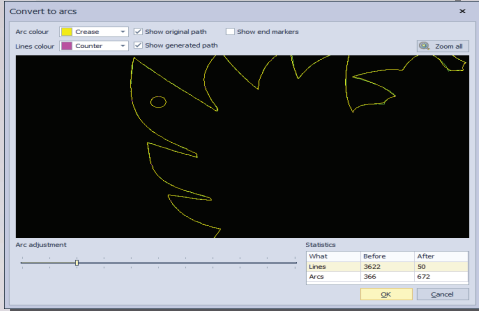 Convert to arcs
Arc colour Crease Show original path Show end markers
Lines colour Counter Show generated path Zoom all
Arc adjustment Statistics
What Before After
Lines 3622 50
Arcs 366 672
OK Cancel